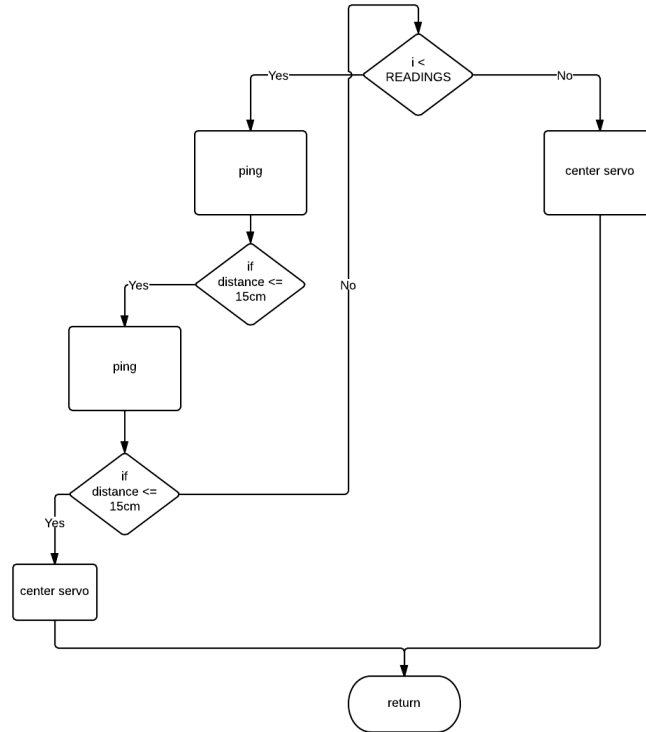 i <
READINGS
Yes
No
ping
center servo
if
distance <=
15cm
Yes
No
ping
if
distance <=
15cm
Yes
center servo
return